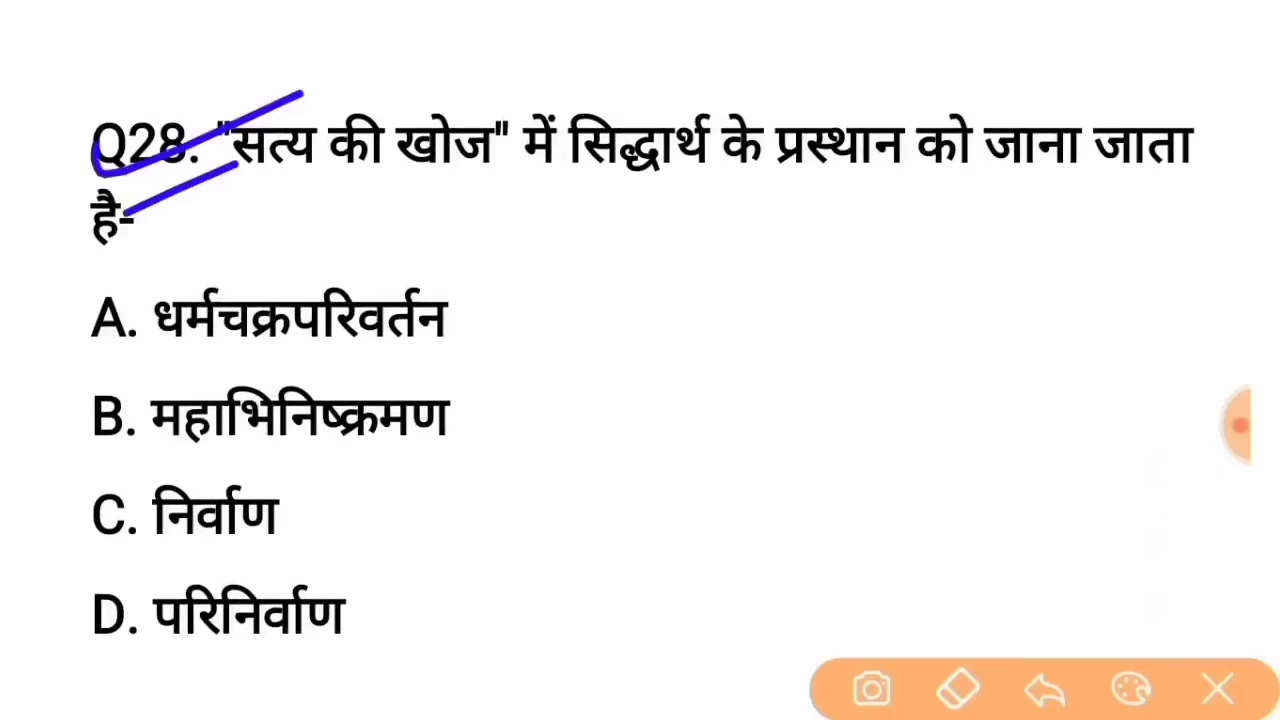 Q28. "सत्य की खोज" में सिद्धार्थ के प्रस्थान को जाना जाता
है-
A. धर्मचक्रपरिवर्तन
B. महाभिनिष्क्रमण
C. निर्वाण
D. परिनिर्वाण